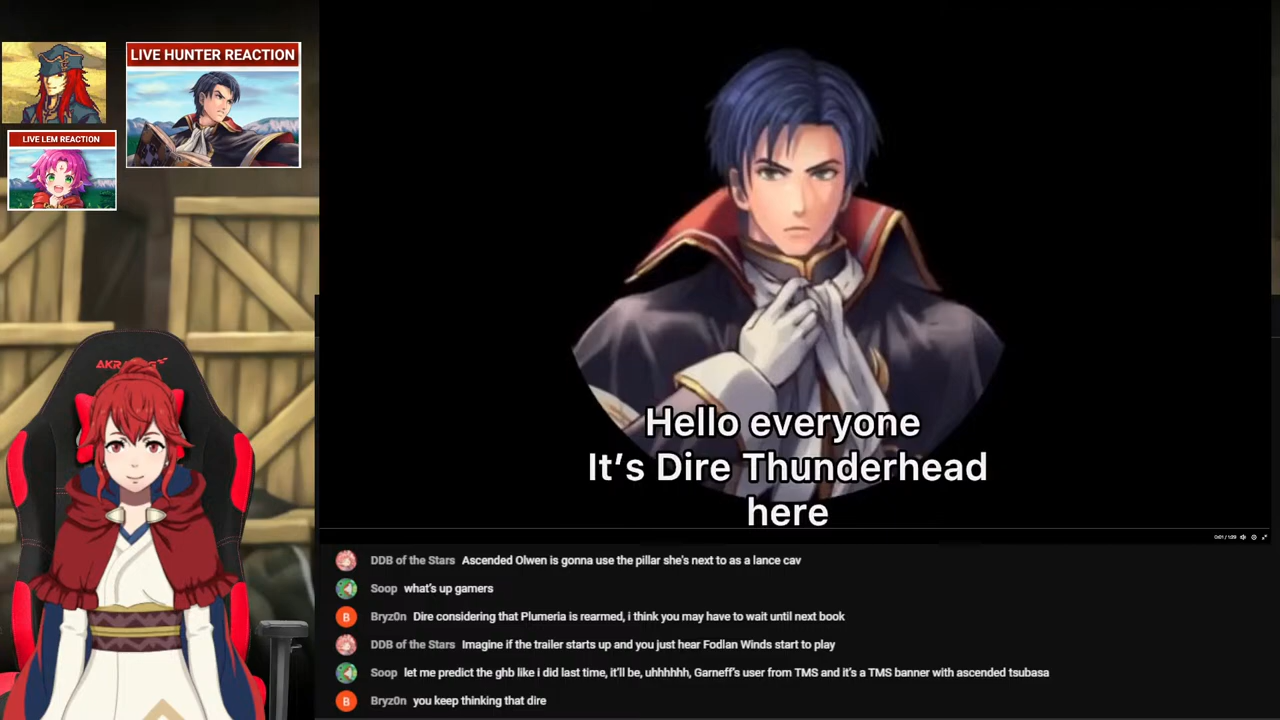 LIVE HUNTER REACTION
LIVE LEM REACTION
Hello everyone
It's Dire Thunderhead
here
DDB of the Stars Ascended Olwen is gonna use the pillar she's next to as a lance cav
Soop what's up gamers
B Bryz0n Dire considering that Plumeria is rearmed, i think you may have to wait until next book
DDB of the Stars Imagine if the trailer starts up and you just hear Fodlan Winds start to play
Soop let me predict the ghb like i did last time, it'll be, uhhhhhh, Garneff's user from TMS and it's a TMS banner with ascended tsubasa
B Bryz0n you keep thinking that dire